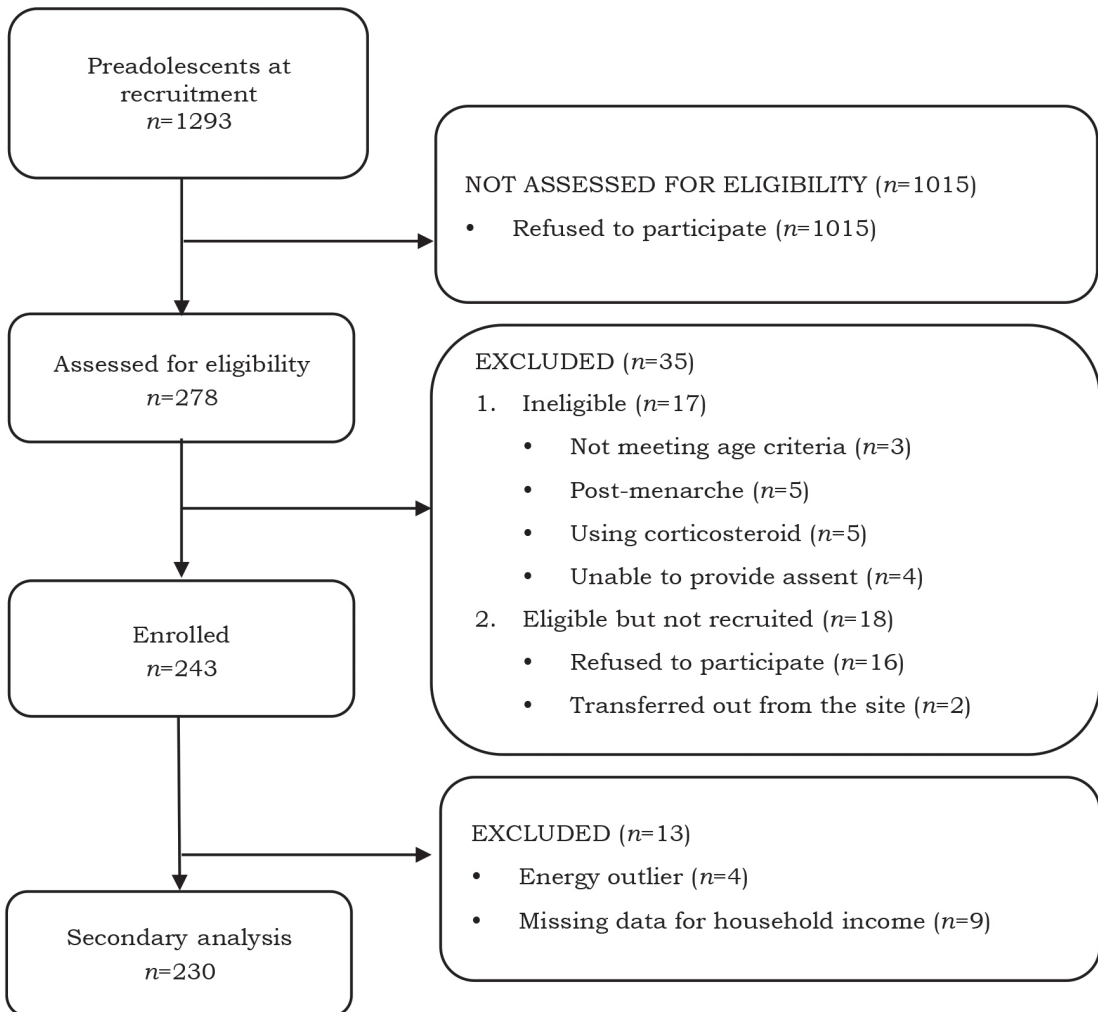 Preadolescents at
recruitment
n=1293
NOT ASSESSED FOR ELIGIBILITY (n=1015)
• Refused to participate (n=1015)
Assessed for eligibility
n=278
EXCLUDED (n=35)
1. Ineligible (n=17)
• Not meeting age criteria (n=3)
• Post-menarche (n=5)
• Using corticosteroid (n=5)
• Unable to provide assent (n=4)
2. Eligible but not recruited (n=18)
• Refused to participate (n=16)
• Transferred out from the site (n=2)
Enrolled
n=243
EXCLUDED (n=13)
• Energy outlier (n=4)
• Missing data for household income (n=9)
Secondary analysis
n=230